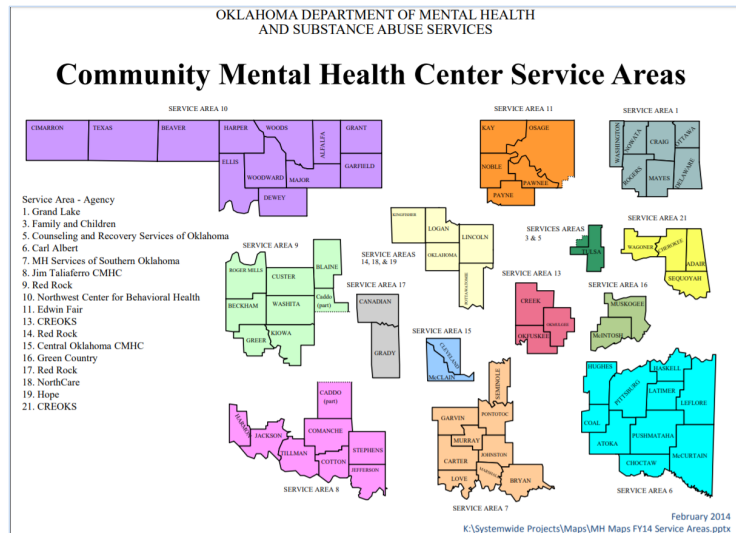 OKLAHOMA DEPARTMENT OF MENTAL HEALTH
AND SUBSTANCE ABUSE SERVICES
Community Mental Health Center Service Areas
SERVICE AREA 10
CIMARRON
TEXAS
BEAVER
HARPER
WOODS
ALFALFA
GRANT
ELLIS
WOODWARD
MAJOR
GARFIELD
DEWEY
SERVICE AREA 11
KAY
OSAGE
NOBLE
PAWNEE
PAYNE
SERVICE AREA 1
WASHINGTON
NOWATA
CRAIG
OTTAWA
ROGERS
MAYES
DELAWARE
Service Area - Agency
1. Grand Lake
3. Family and Children
5. Counseling and Recovery Services of Oklahoma
6. Carl Albert
7. MH Services of Southern Oklahoma
8. Jim Taliaferro CMHC
9. Red Rock
10. Northwest Center for Behavioral Health
11. Edwin Fair
13. CREOKS
14. Red Rock
15. Central Oklahoma CMHC
16. Green Country
17. Red Rock
18. NorthCare
19. Hope
21. CREOKS
SERVICE AREA 9
ROGER MILLS
CUSTER
BLAINE
BECKHAM
WASHITA
Caddo
(part)
GREER
KIOWA
SERVICE AREAS
14, 18, & 19
KINGFISHER
LOGAN
LINCOLN
OKLAHOMA
POTTAWATOMIE
SERVICES AREAS
3 & 5
TULSA
SERVICE AREA 21
WAGONER
CHEROKEE
ADAIR
SEQUOYAH
SERVICE AREA 17
CANADIAN
GRADY
SERVICE AREA 13
CREEK
OKMULGEE
OKFUSKEE
SERVICE AREA 16
MUSKOGEE
McINTOSH
SERVICE AREA 15
CLEVELAND
McCLAIN
CADDO
(part)
HARMON
JACKSON
COMANCHE
TILLMAN
COTTON
STEPHENS
JEFFERSON
SERVICE AREA 8
SEMINOLE
GARVIN
PONTOTOC
MURRAY
CARTER
JOHNSTON
LOVE
MARSHALL
BRYAN
SERVICE AREA 7
HUGHES
HASKELL
PITTSBURG
LATIMER
LEFLORE
COAL
ATOKA
PUSHMATAHA
McCURTAIN
CHOCTAW
SERVICE AREA 6
February 2014
K:\Systemwide Projects\Maps\MH Maps FY14 Service Areas.pptx